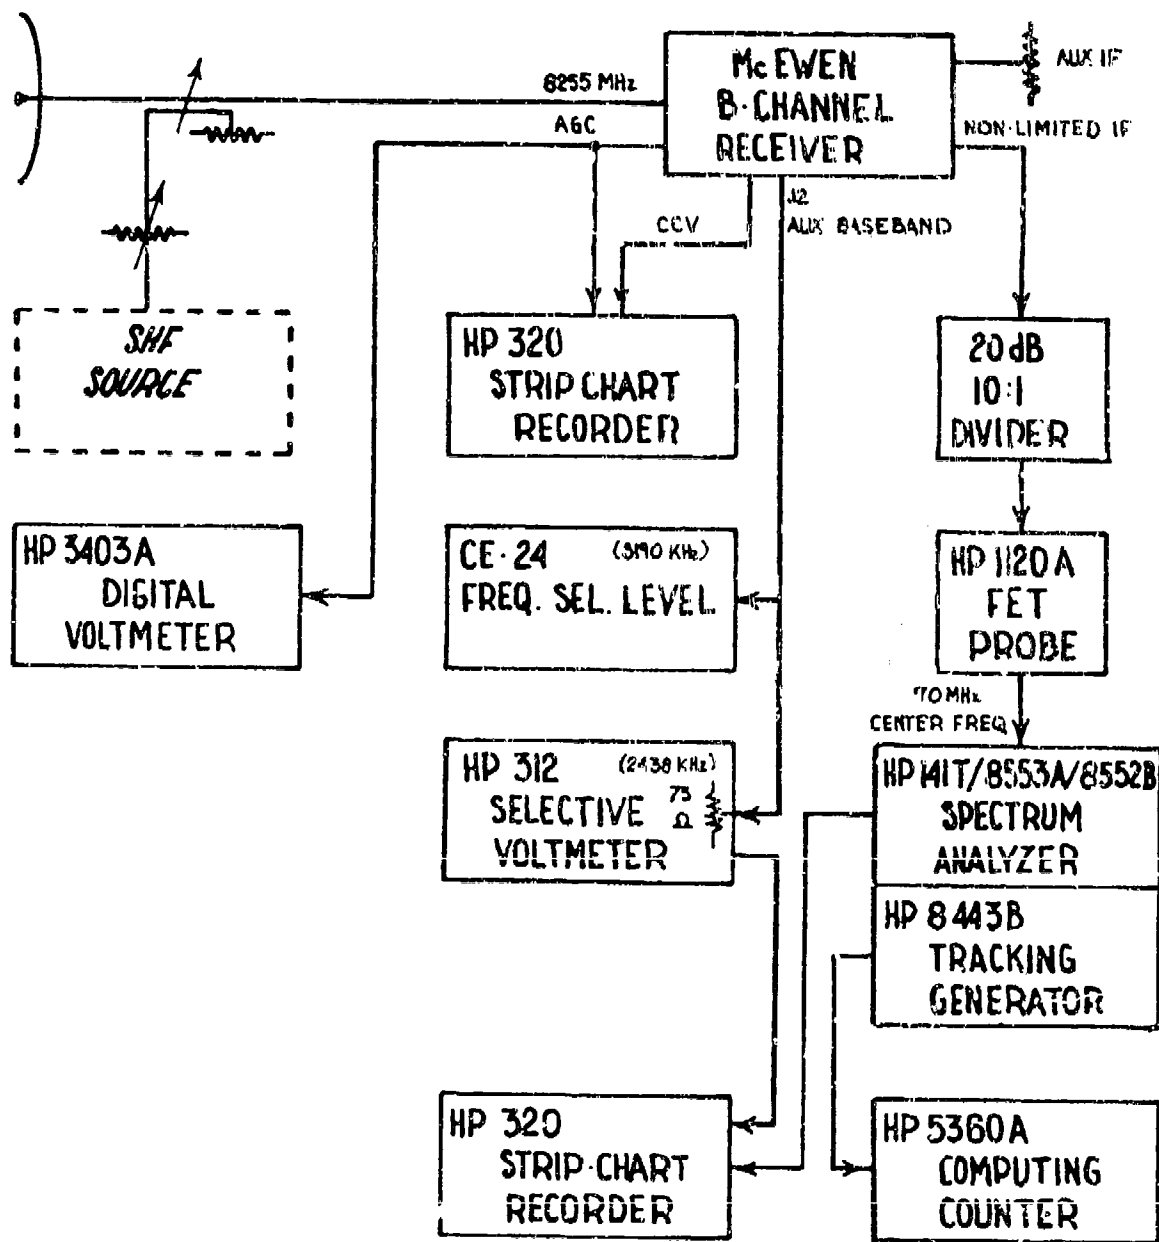 McEWEN
B-CHANNEL
RECEIVER
8255 MHz
AGC
AUX IF
NON-LIMITED IF
CCV
J2
AUX BASEBAND
SHF
SOURCE
HP 320
STRIP CHART
RECORDER
20 dB
10:1
DIVIDER
HP 3403A
DIGITAL
VOLTMETER
CE-24 (3190 KHz)
FREQ. SEL. LEVEL
HP 1120A
FET
PROBE
70 MHz
CENTER FREQ
HP 312 (2438 KHz)
SELECTIVE 75
Ω
VOLTMETER
HP 141T/8553A/8552B
SPECTRUM
ANALYZER
HP 8443B
TRACKING
GENERATOR
HP 320
STRIP-CHART
RECORDER
HP 5360A
COMPUTING
COUNTER